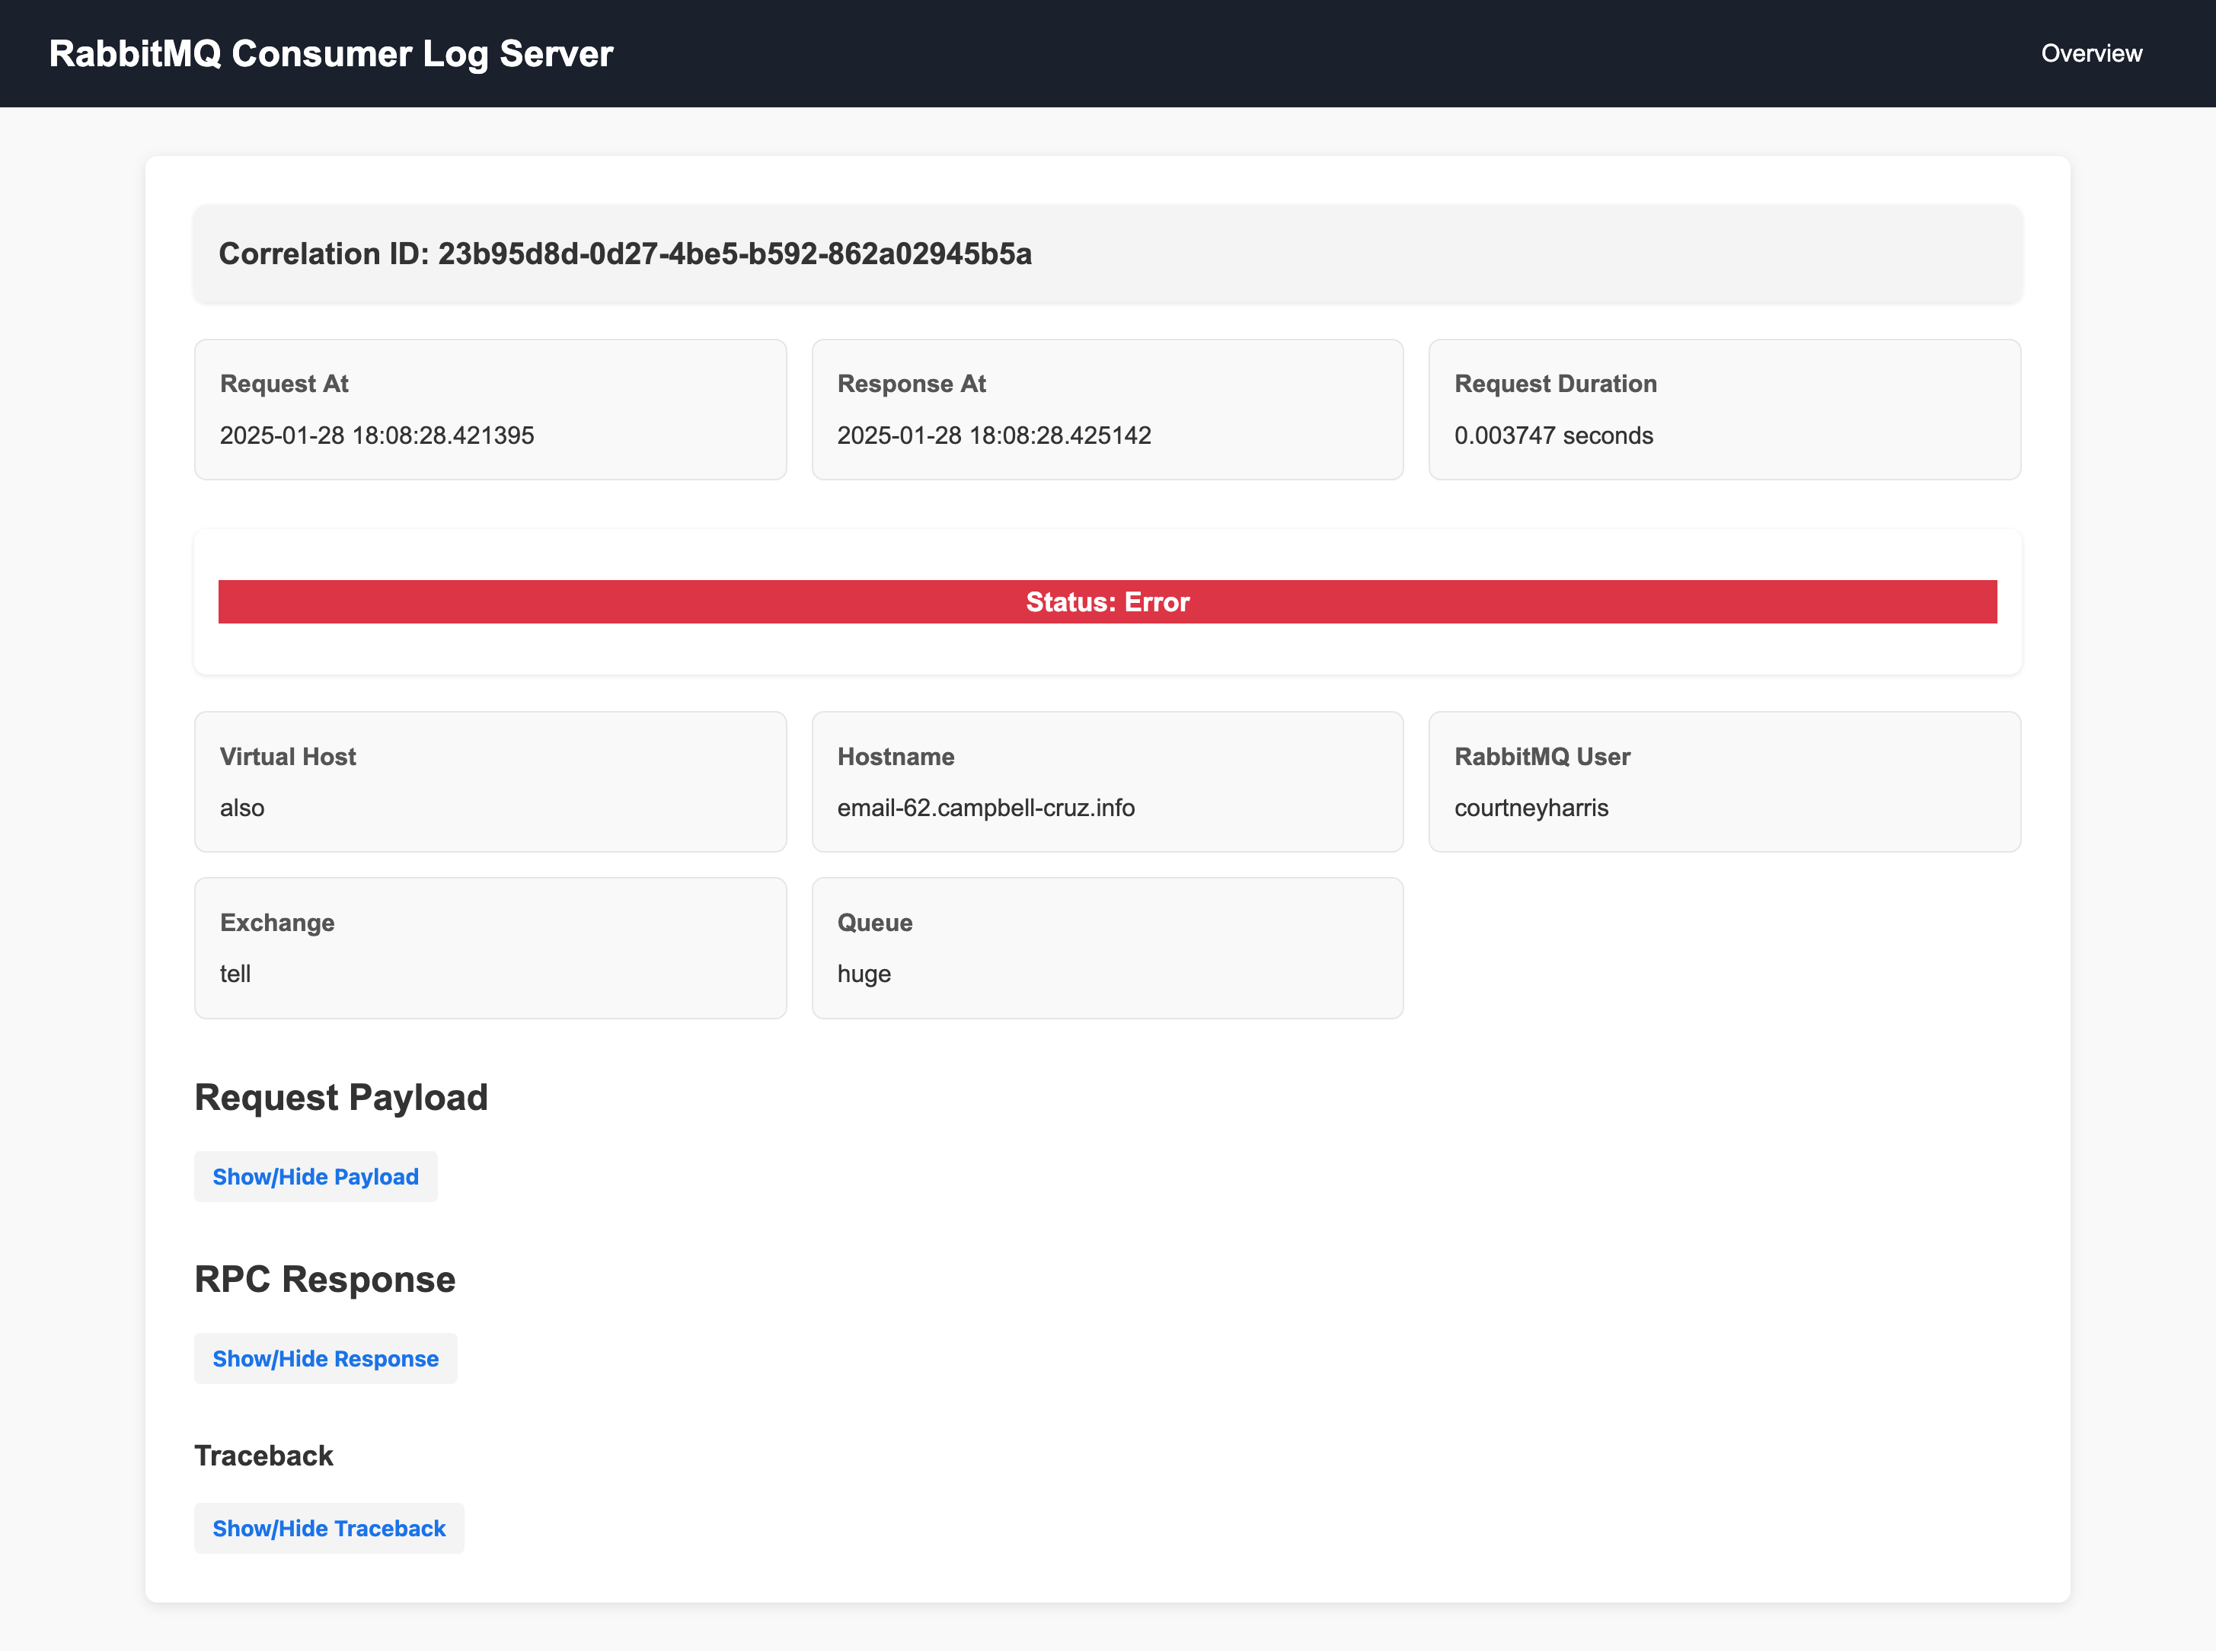 RabbitMQ Consumer Log Server
Overview
Correlation ID: 23b95d8d-0d27-4be5-b592-862a02945b5a
Request At
2025-01-28 18:08:28.421395
Response At
2025-01-28 18:08:28.425142
Request Duration
0.003747 seconds
Status: Error
Virtual Host
also
Hostname
email-62.campbell-cruz.info
RabbitMQ User
courtneyharris
Exchange
tell
Queue
huge
Request Payload
Show/Hide Payload
RPC Response
Show/Hide Response
Traceback
Show/Hide Traceback